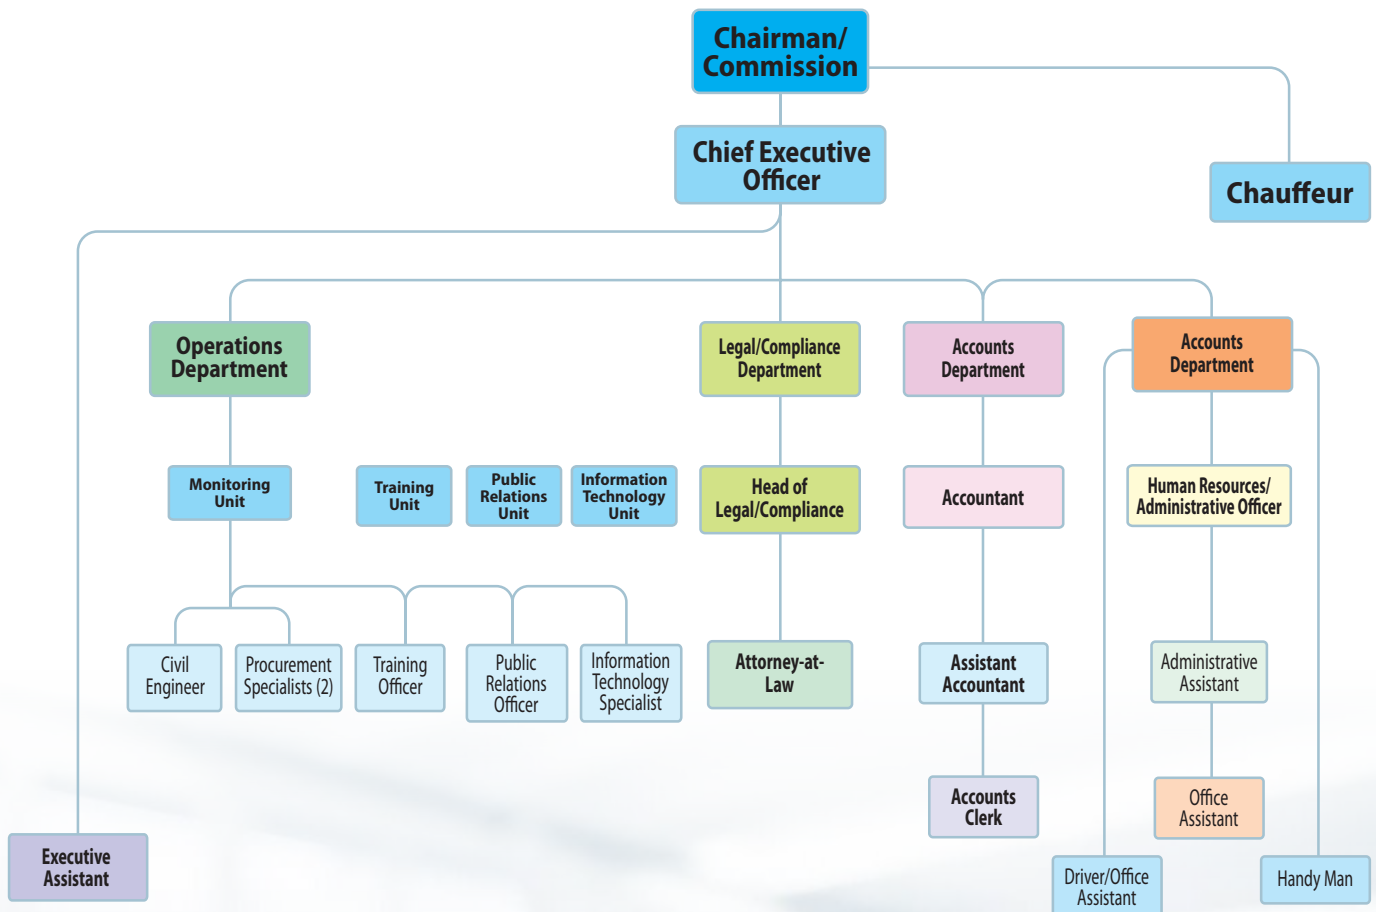 Chairman/
Commission
Chief Executive
Officer
Chauffeur
Operations
Department
Legal/Compliance
Department
Accounts
Department
Accounts
Department
Monitoring
Unit
Training
Unit
Public
Relations
Unit
Information
Technology
Unit
Head of
Legal/Compliance
Accountant
Human Resources/
Administrative Officer
Civil
Engineer
Procurement
Specialists (2)
Training
Officer
Public
Relations
Officer
Information
Technology
Specialist
Attorney-at-
Law
Assistant
Accountant
Administrative
Assistant
Accounts
Clerk
Office
Assistant
Executive
Assistant
Driver/Office
Assistant
Handy Man